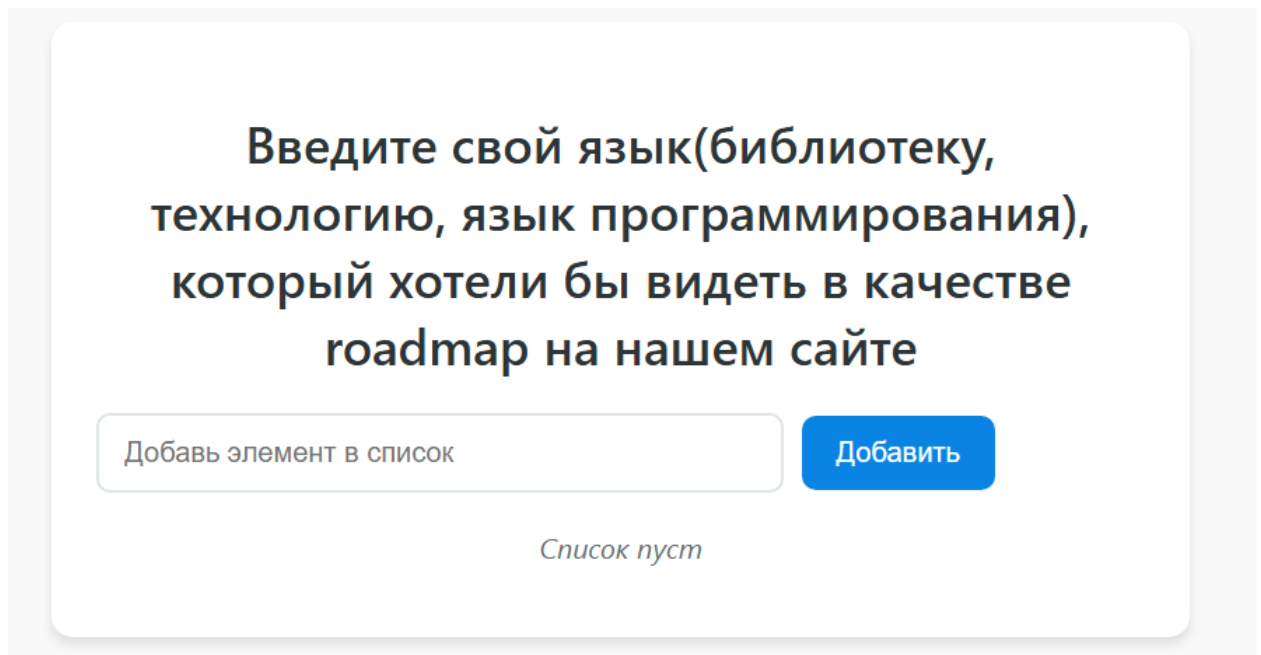 Введите свой язык(библиотеку,
технологию, язык программирования),
который хотели бы видеть в качестве
roadmap на нашем сайте
Добавь элемент в список
Добавить
Список пуст